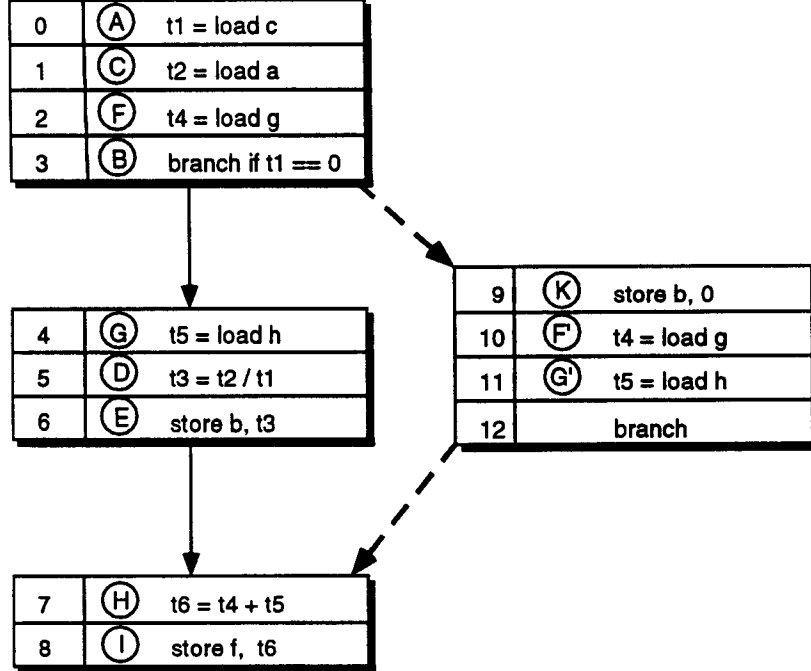 0 A t1 = load c
1 C t2 = load a
2 F t4 = load g
3 B branch if t1 == 0
4 G t5 = load h
5 D t3 = t2 / t1
6 E store b, t3
9 K store b, 0
10 F' t4 = load g
11 G' t5 = load h
12 branch
7 H t6 = t4 + t5
8 I store f, t6